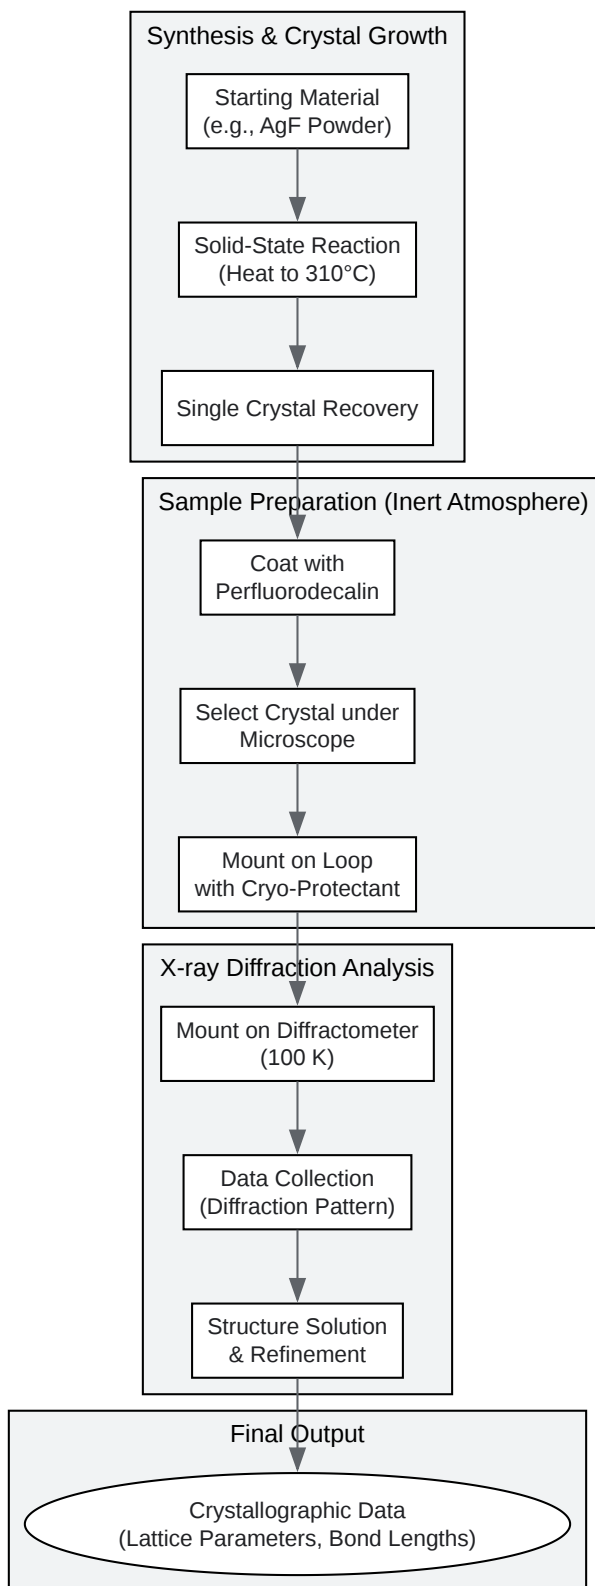 Synthesis & Crystal Growth
Starting Material
(e.g., AgF Powder)
Solid-State Reaction
(Heat to 310°C)
Single Crystal Recovery
Sample Preparation (Inert Atmosphere)
Coat with
Perfluorodecalin
Select Crystal under
Microscope
Mount on Loop
with Cryo-Protectant
X-ray Diffraction Analysis
Mount on Diffractometer
(100 K)
Data Collection
(Diffraction Pattern)
Structure Solution
& Refinement
Final Output
Crystallographic Data
(Lattice Parameters, Bond Lengths)